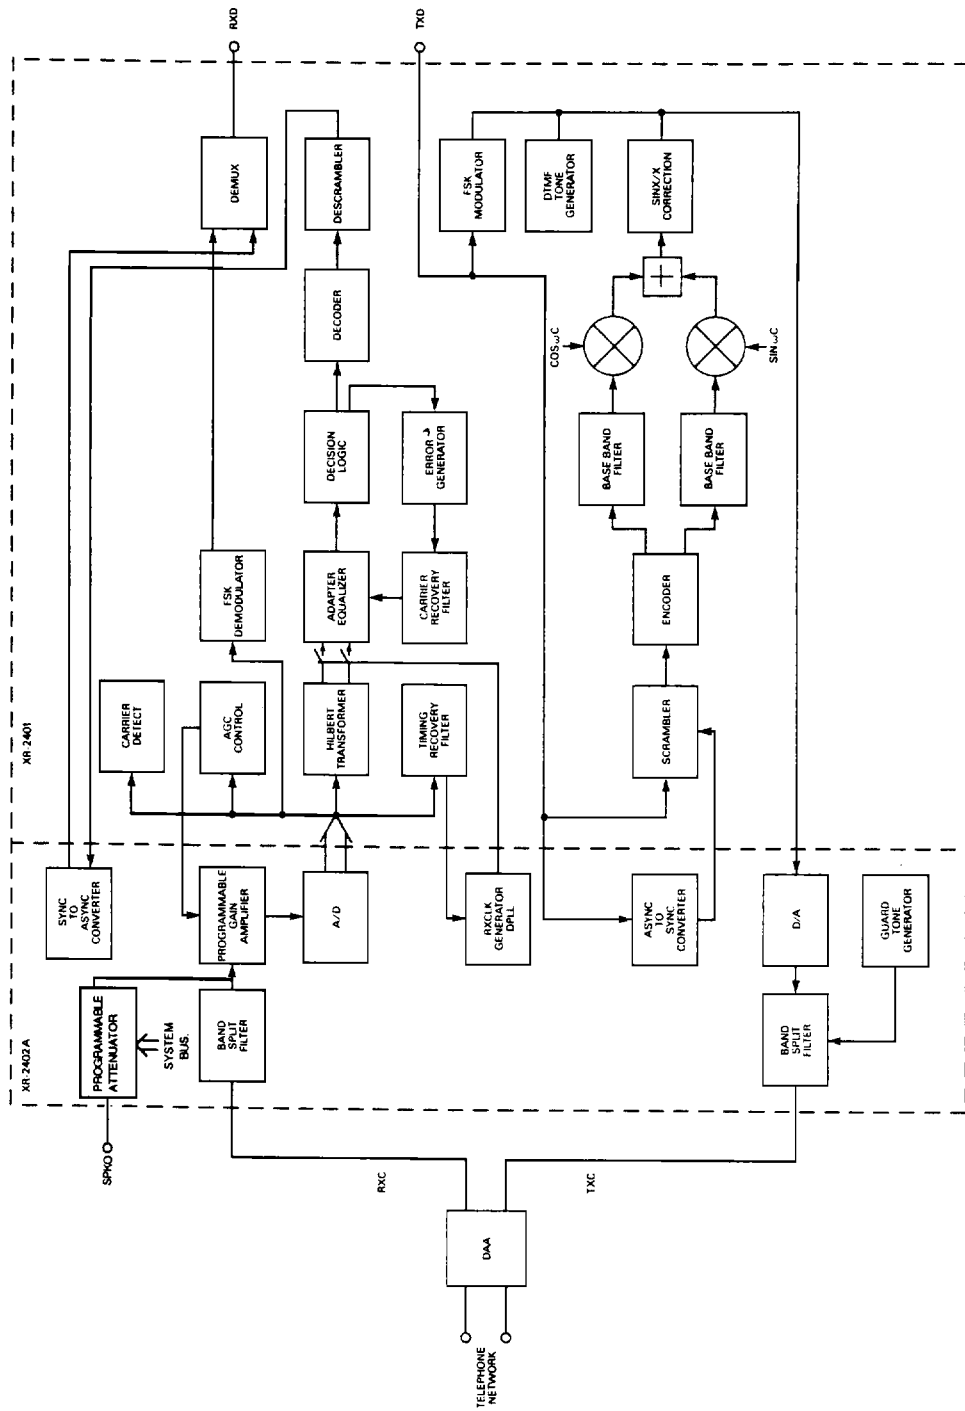 TELEPHONE
NETWORK
DAA
RXC
TXC
SPKO
XR-2402A
PROGRAMMABLE
ATTENUATOR
SYSTEM
BUS.
BAND
SPLIT
FILTER
SYNC
TO
ASYNC
CONVERTER
PROGRAMMABLE
GAIN
AMPLIFIER
A/D
RXCLK
GENERATOR
DPLL
ASYNC
TO
SYNC
CONVERTER
BAND
SPLIT
FILTER
D/A
GUARD
TONE
GENERATOR
XR-2401
CARRIER
DETECT
AGC
CONTROL
HILBERT
TRANSFORMER
TIMING
RECOVERY
FILTER
FSK
DEMODULATOR
ADAPTER
EQUALIZER
CARRIER
RECOVERY
FILTER
DECISION
LOGIC
ERROR
GENERATOR
DECODER
DESCRAMBLER
DEMUX
RXD
TXD
SCRAMBLER
ENCODER
BASE BAND
FILTER
BASE BAND
FILTER
COS ωC
SIN ωC
+
FSK
MODULATOR
DTMF
TONE
GENERATOR
SINX/X
CORRECTION